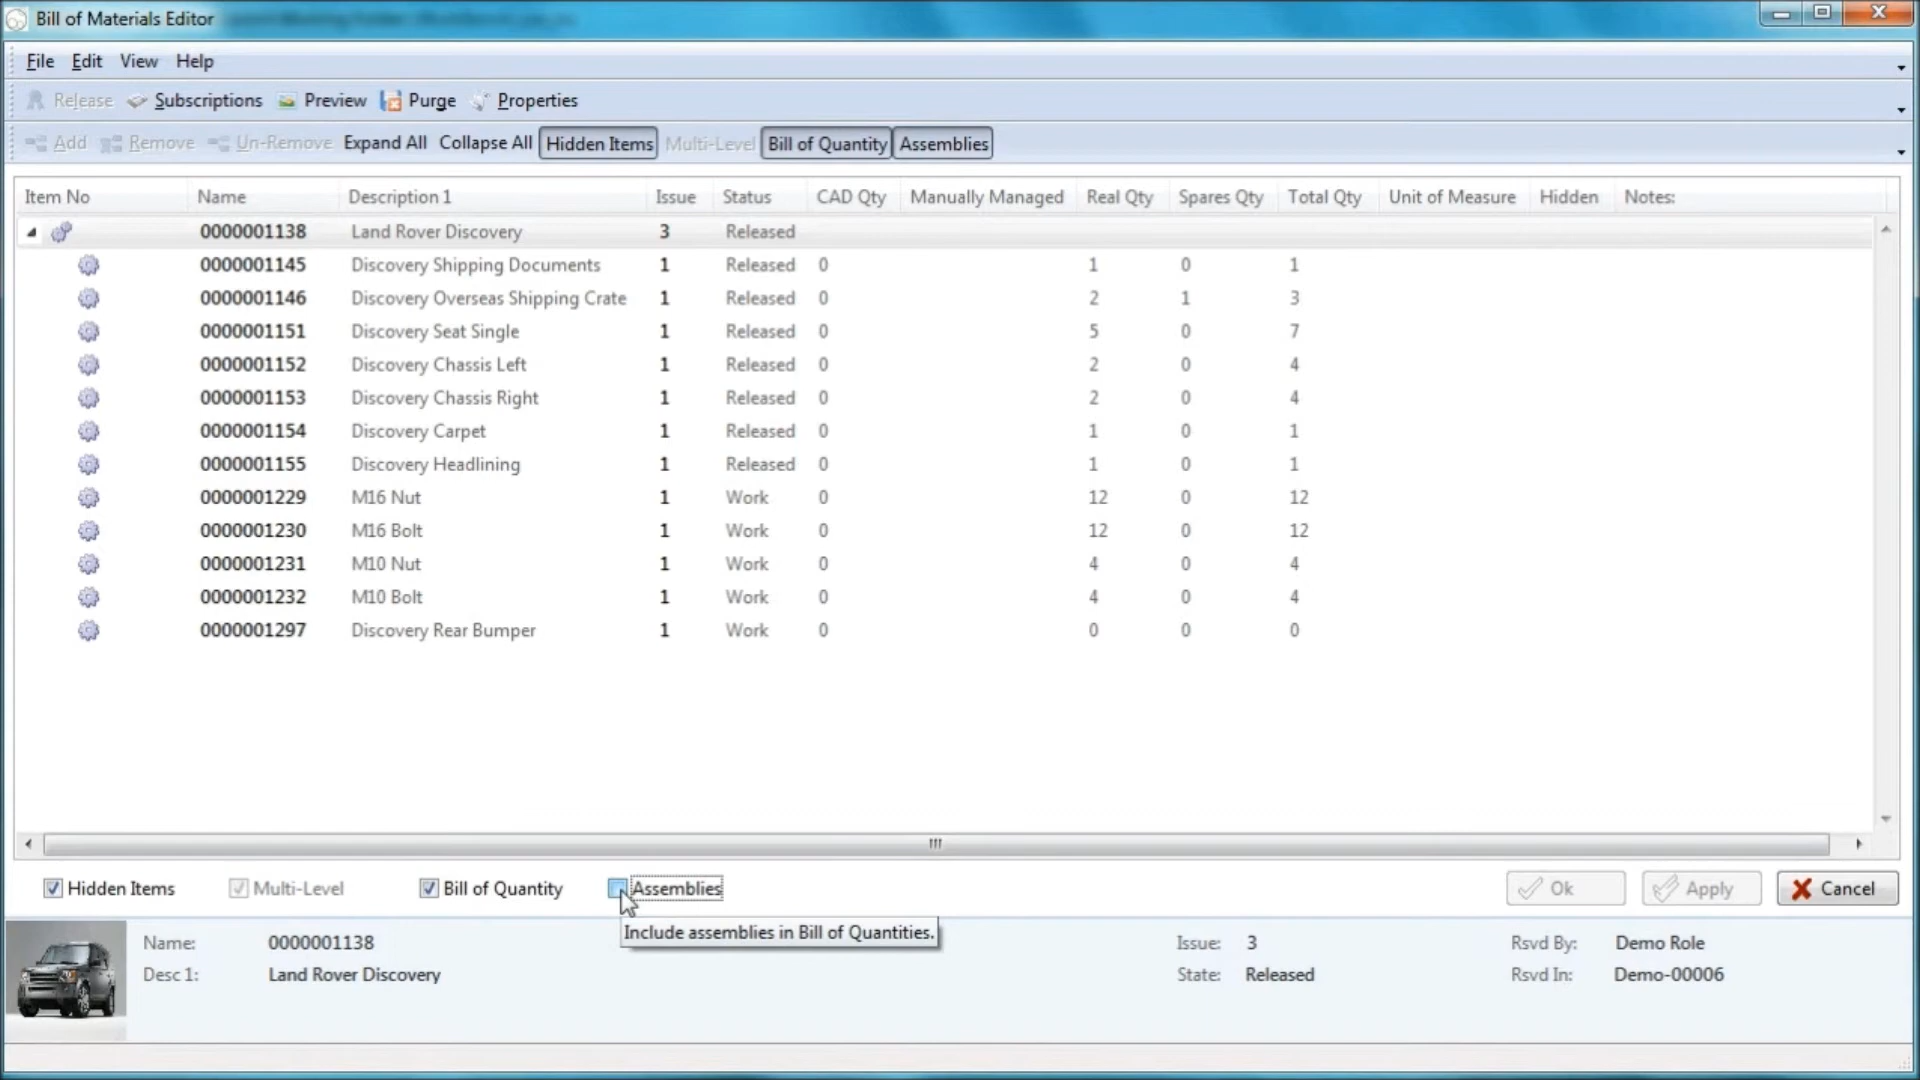 Bill of Materials Editor
File Edit View Help
Release Subscriptions Preview Purge Properties
Add Remove Un-Remove Expand All Collapse All Hidden Items Multi-Level Bill of Quantity Assemblies
Item No Name Description 1 Issue Status CAD Qty Manually Managed Real Qty Spares Qty Total Qty Unit of Measure Hidden Notes:
0000001138 Land Rover Discovery 3 Released
0000001145 Discovery Shipping Documents 1 Released 0 1 0 1
0000001146 Discovery Overseas Shipping Crate 1 Released 0 2 1 3
0000001151 Discovery Seat Single 1 Released 0 5 0 7
0000001152 Discovery Chassis Left 1 Released 0 2 0 4
0000001153 Discovery Chassis Right 1 Released 0 2 0 4
0000001154 Discovery Carpet 1 Released 0 1 0 1
0000001155 Discovery Headlining 1 Released 0 1 0 1
0000001229 M16 Nut 1 Work 0 12 0 12
0000001230 M16 Bolt 1 Work 0 12 0 12
0000001231 M10 Nut 1 Work 0 4 0 4
0000001232 M10 Bolt 1 Work 0 4 0 4
0000001297 Discovery Rear Bumper 1 Work 0 0 0 0
Hidden Items Multi-Level Bill of Quantity Assemblies Ok Apply Cancel
Include assemblies in Bill of Quantities.
Name: 0000001138 Issue: 3 Rsvd By: Demo Role
Desc 1: Land Rover Discovery State: Released Rsvd In: Demo-00006